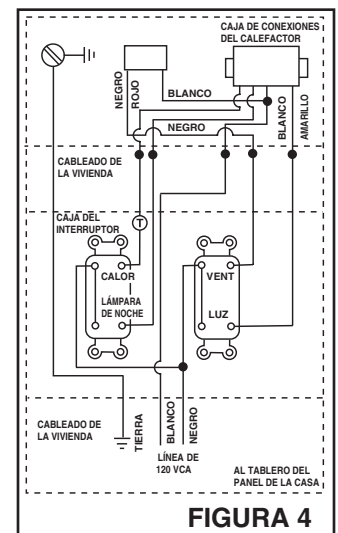 CAJA DE CONEXIONES
DEL CALEFACTOR
NEGRO
ROJO
BLANCO
NEGRO
BLANCO
AMARILLO
CABLEADO DE
LA VIVIENDA
CAJA DEL
INTERRUPTOR
T
CALOR
LÁMPARA
DE NOCHE
VENT
LUZ
CABLEADO DE
LA VIVIENDA
TIERRA
BLANCO
NEGRO
LÍNEA DE
120 VCA
AL TABLERO DEL
PANEL DE LA CASA
FIGURA 4